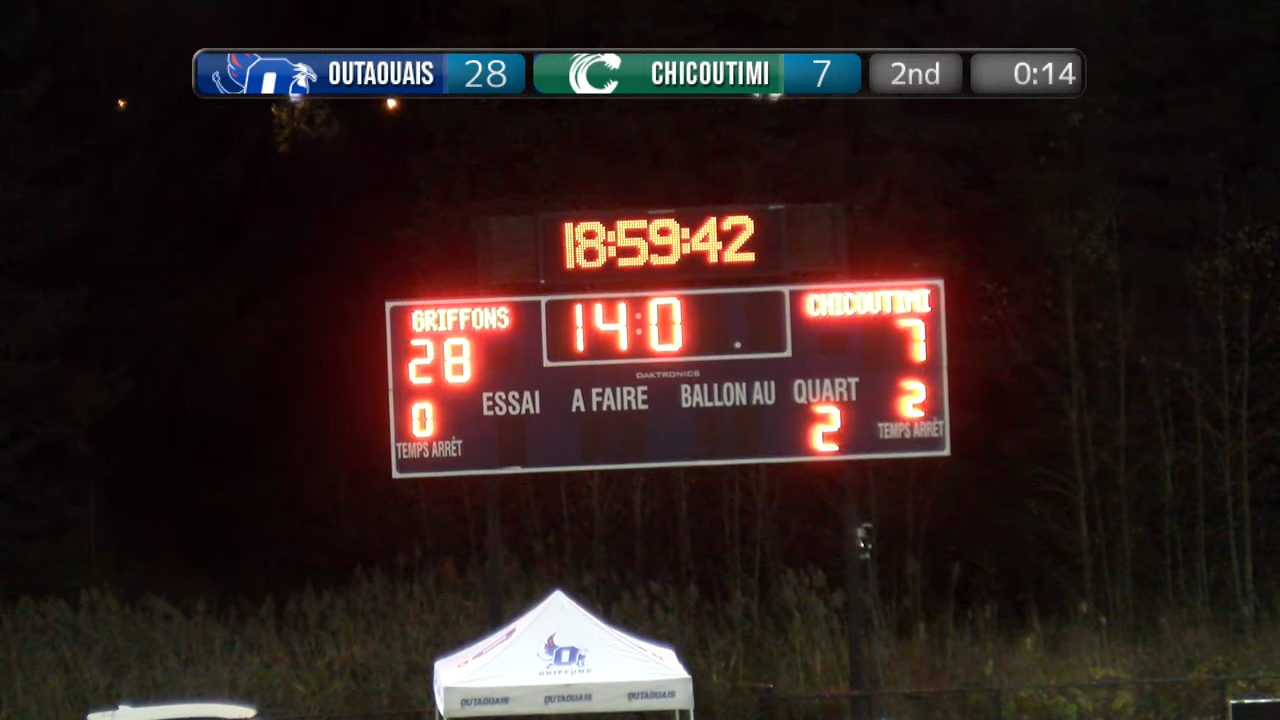 OUTAOUAIS 28 CHICOUTIMI 7 2nd 0:14
18:59:42
GRIFFONS 14:0 CHICOUTIMI
28 7
DAKTRONICS
ESSAI A FAIRE BALLON AU QUART
0 2 2
TEMPS ARRÊT TEMPS ARRÊT
GRIFFONS
OUTAOUAIS OUTAOUAIS OUTAOUAIS